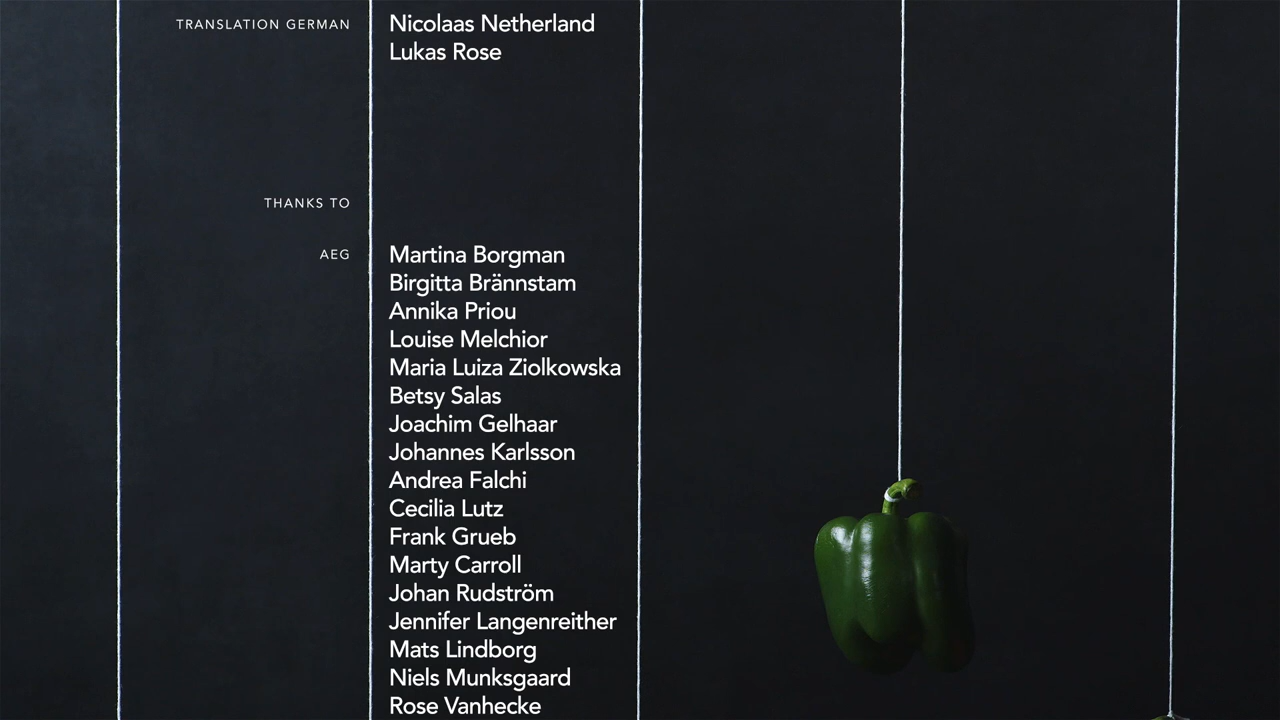 TRANSLATION GERMAN Nicolaas Netherland
Lukas Rose
THANKS TO
AEG Martina Borgman
Birgitta Brännstam
Annika Priou
Louise Melchior
Maria Luiza Ziolkowska
Betsy Salas
Joachim Gelhaar
Johannes Karlsson
Andrea Falchi
Cecilia Lutz
Frank Grueb
Marty Carroll
Johan Rudström
Jennifer Langenreither
Mats Lindborg
Niels Munksgaard
Rose Vanhecke